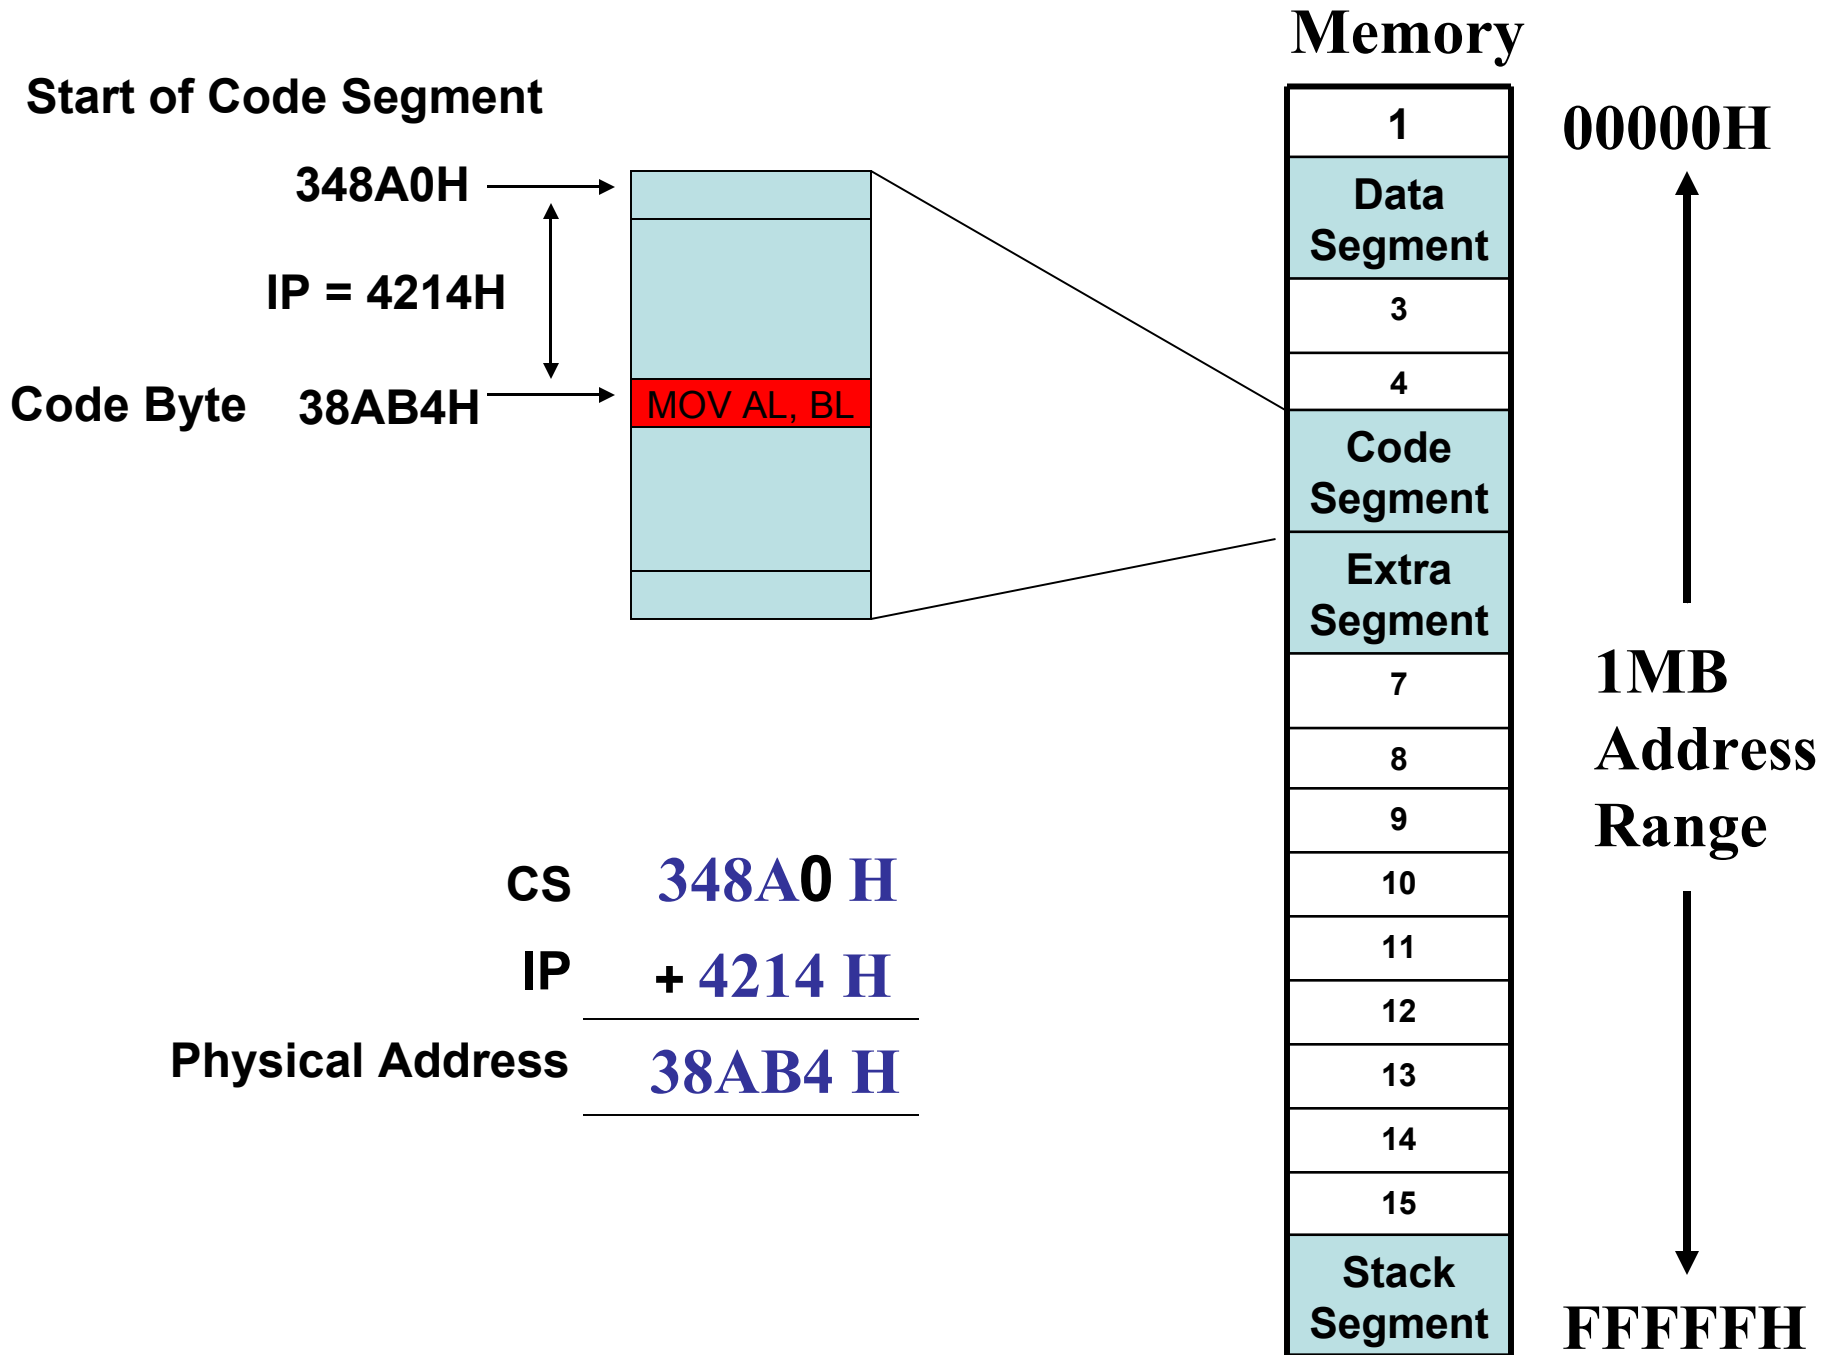 Memory
Start of Code Segment
348A0H
IP = 4214H
Code Byte 38AB4H
MOV AL, BL
1
Data
Segment
3
4
Code
Segment
Extra
Segment
7
8
9
10
11
12
13
14
15
Stack
Segment
00000H
1MB
Address
Range
FFFFFH
CS 348A0 H
IP + 4214 H
Physical Address 38AB4 H